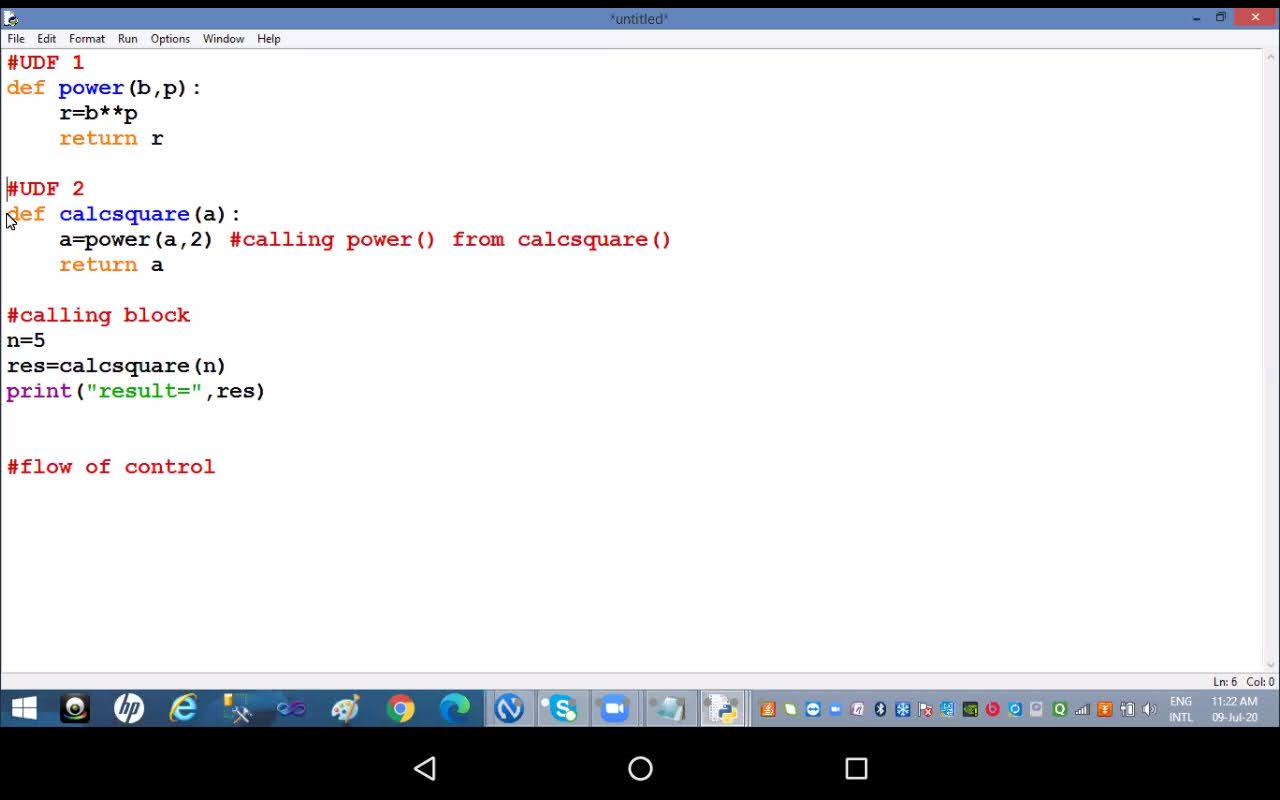 *untitled*
File Edit Format Run Options Window Help
#UDF 1
def power(b,p):
    r=b**p
    return r
#UDF 2
def calcsquare(a):
    a=power(a,2) #calling power() from calcsquare()
    return a
#calling block
n=5
res=calcsquare(n)
print("result=",res)
#flow of control
Ln: 6 Col: 0
ENG 11:22 AM
INTL 09-Jul-20